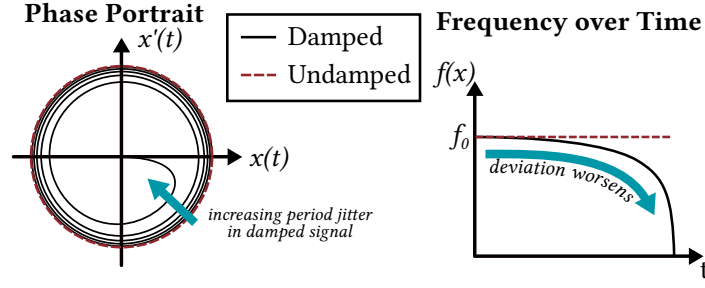 Phase Portrait
x'(t)
x(t)
increasing period jitter
in damped signal
Damped
Undamped
Frequency over Time
f(x)
f0
deviation worsens
t